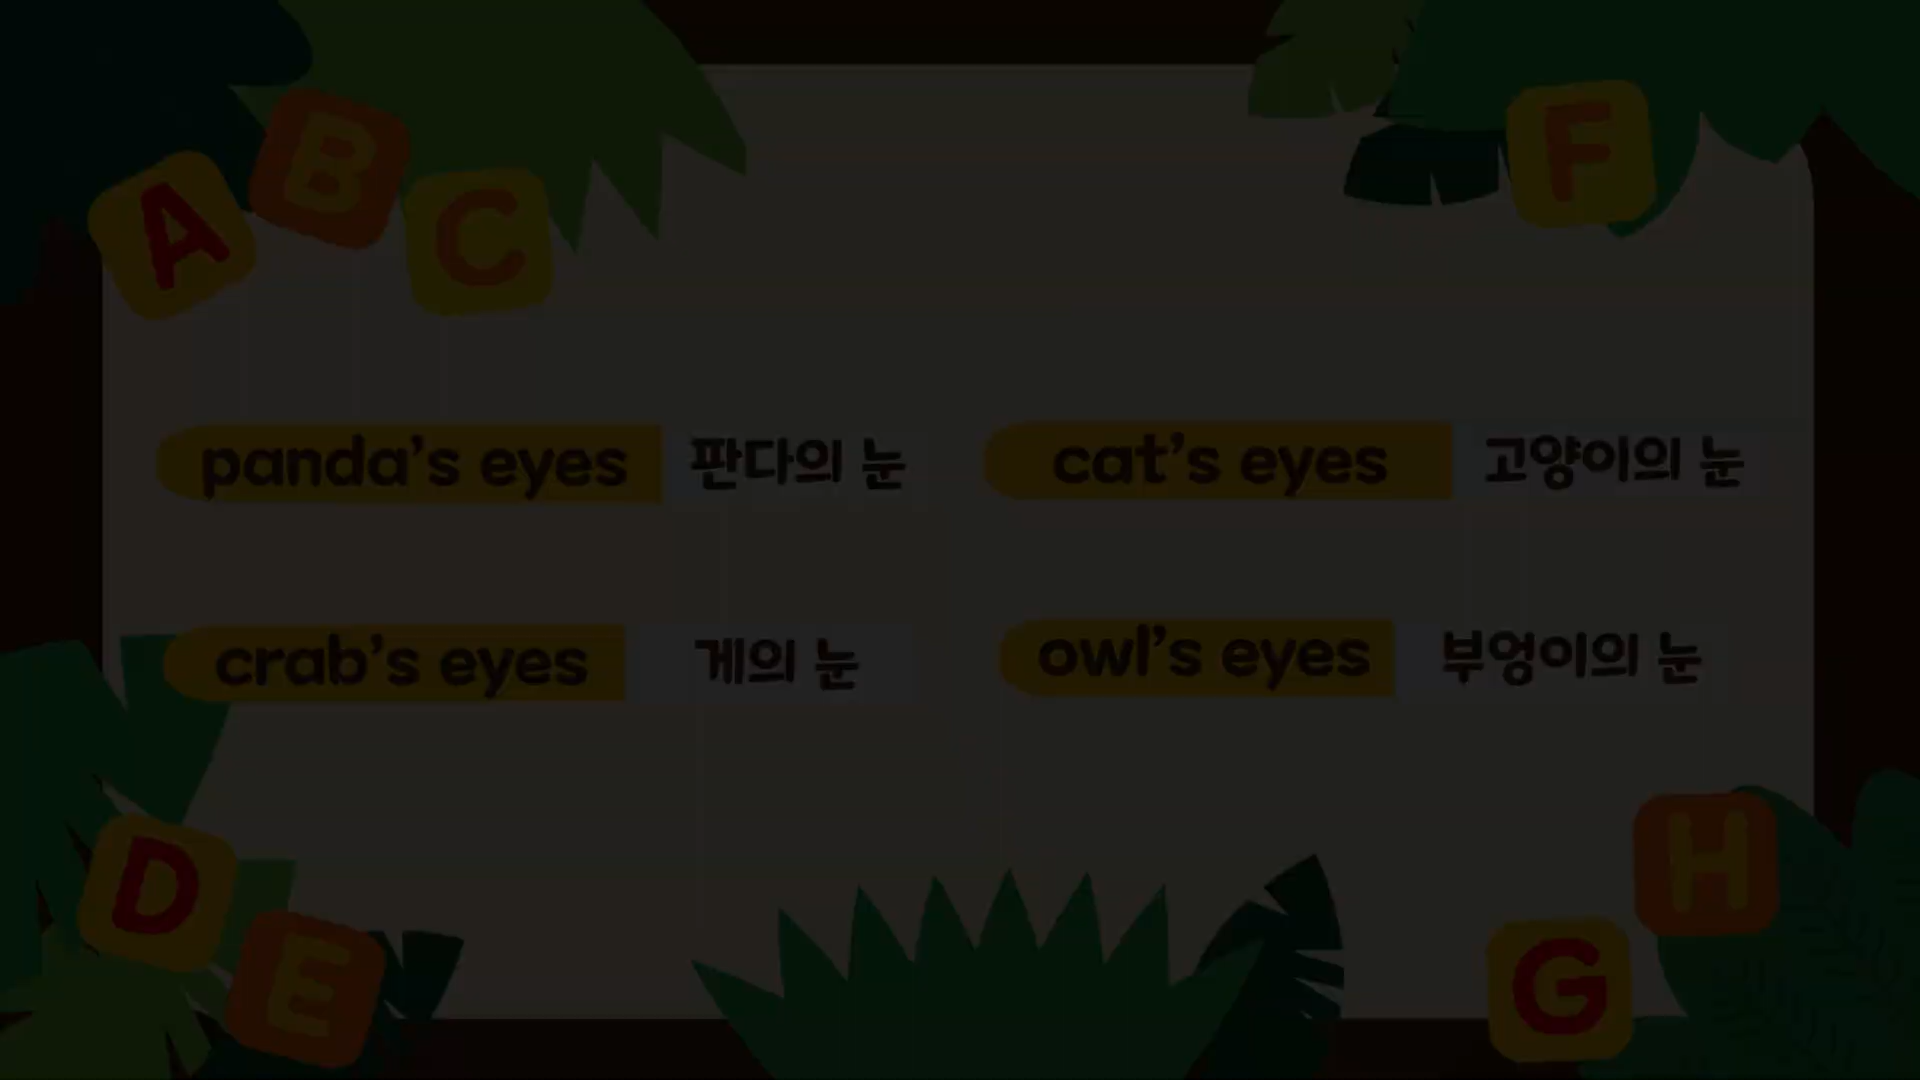 A B C
F
panda's eyes 판다의 눈
cat's eyes 고양이의 눈
crab's eyes 게의 눈
owl's eyes 부엉이의 눈
D E
H
G